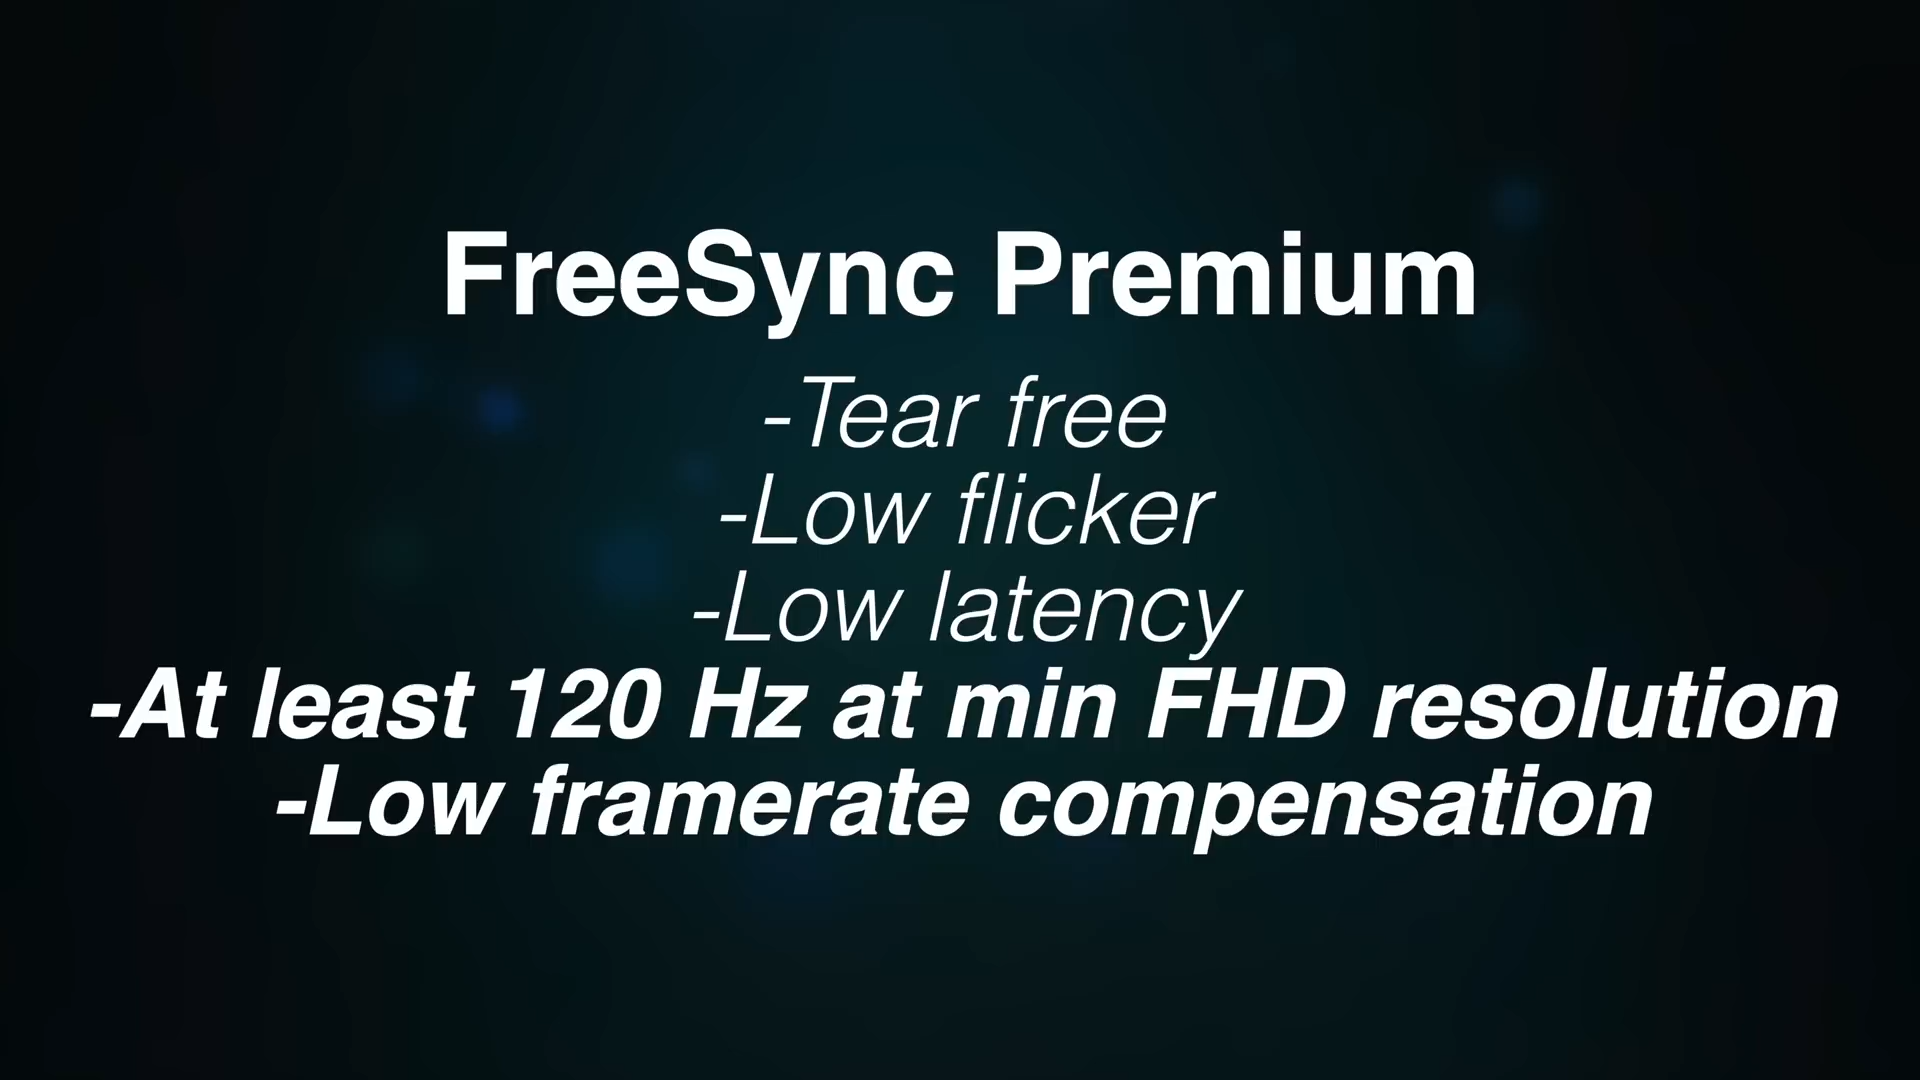 FreeSync Premium
-Tear free
-Low flicker
-Low latency
-At least 120 Hz at min FHD resolution
-Low framerate compensation